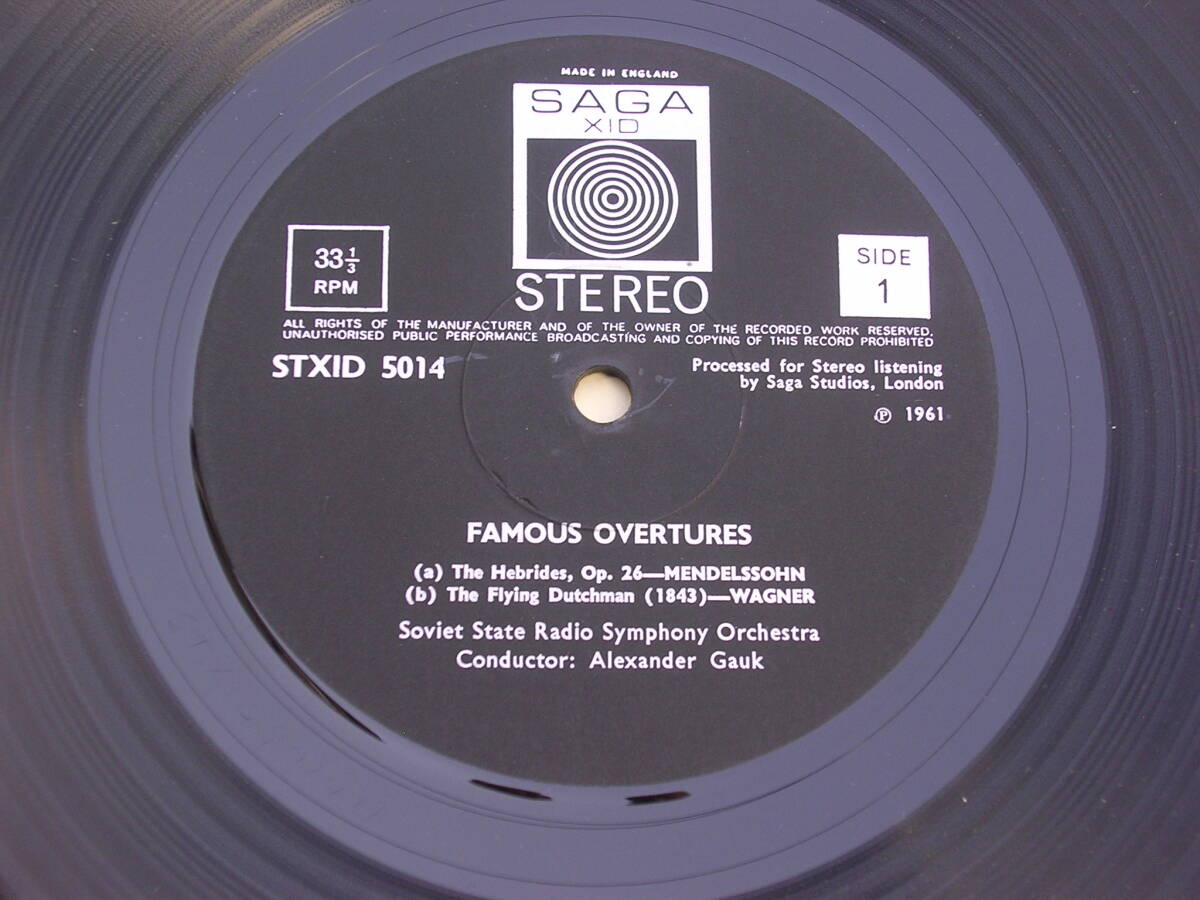 MADE IN ENGLAND
SAGA
XID
STEREO
33⅓
RPM
SIDE
1
ALL RIGHTS OF THE MANUFACTURER AND OF THE OWNER OF THE RECORDED WORK RESERVED.
UNAUTHORISED PUBLIC PERFORMANCE BROADCASTING AND COPYING OF THIS RECORD PROHIBITED
STXID 5014
Processed for Stereo listening
by Saga Studios, London
℗ 1961
FAMOUS OVERTURES
(a) The Hebrides, Op. 26—MENDELSSOHN
(b) The Flying Dutchman (1843)—WAGNER
Soviet State Radio Symphony Orchestra
Conductor: Alexander Gauk